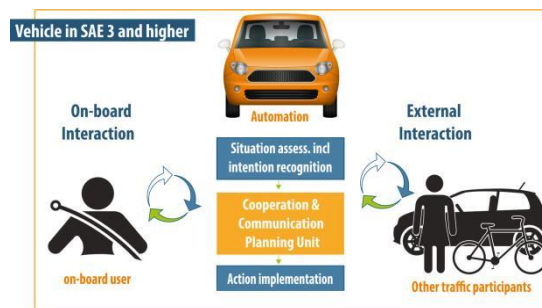 Vehicle in SAE 3 and higher
On-board
Interaction
Automation
External
Interaction
Situation assess. incl
intention recognition
Cooperation &
Communication
Planning Unit
Action implementation
on-board user
Other traffic participants